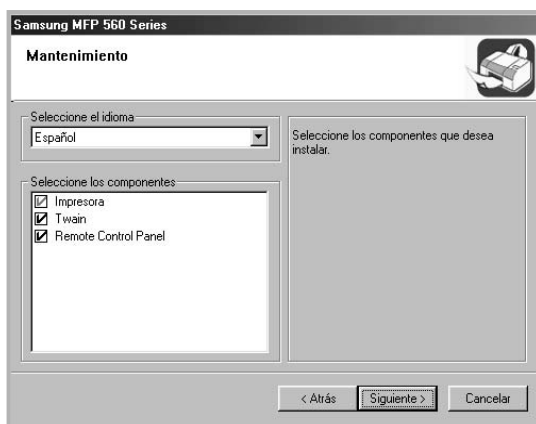 Samsung MFP 560 Series
Mantenimiento
Seleccione el idioma
Español
Seleccione los componentes
Impresora
Twain
Remote Control Panel
Seleccione los componentes que desea
instalar.
< Atrás
Siguiente >
Cancelar